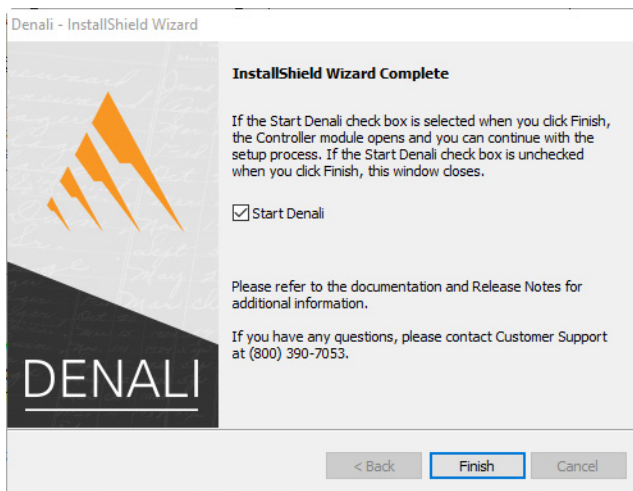 Denali - InstallShield Wizard
InstallShield Wizard Complete
If the Start Denali check box is selected when you click Finish,
the Controller module opens and you can continue with the
setup process. If the Start Denali check box is unchecked
when you click Finish, this window closes.
Start Denali
Please refer to the documentation and Release Notes for
additional information.
If you have any questions, please contact Customer Support
at (800) 390-7053.
DENALI
< Back Finish Cancel